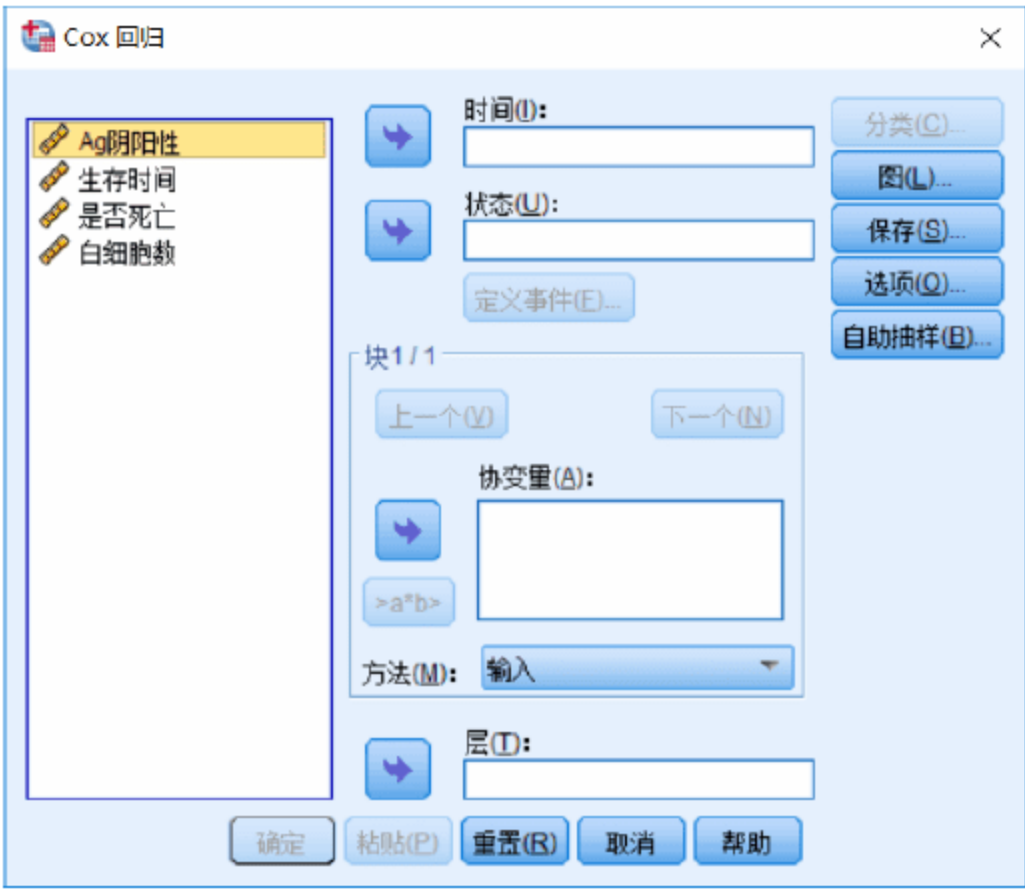 Cox 回归
Ag阴阳性
生存时间
是否死亡
白细胞数
时间(I):
状态(U):
定义事件(F)...
块1 / 1
上一个(V)
下一个(N)
协变量(A):
>a*b>
方法(M):
输入
层(T):
分类(C)...
图(L)...
保存(S)...
选项(O)...
自助抽样(B)...
确定
粘贴(P)
重置(R)
取消
帮助